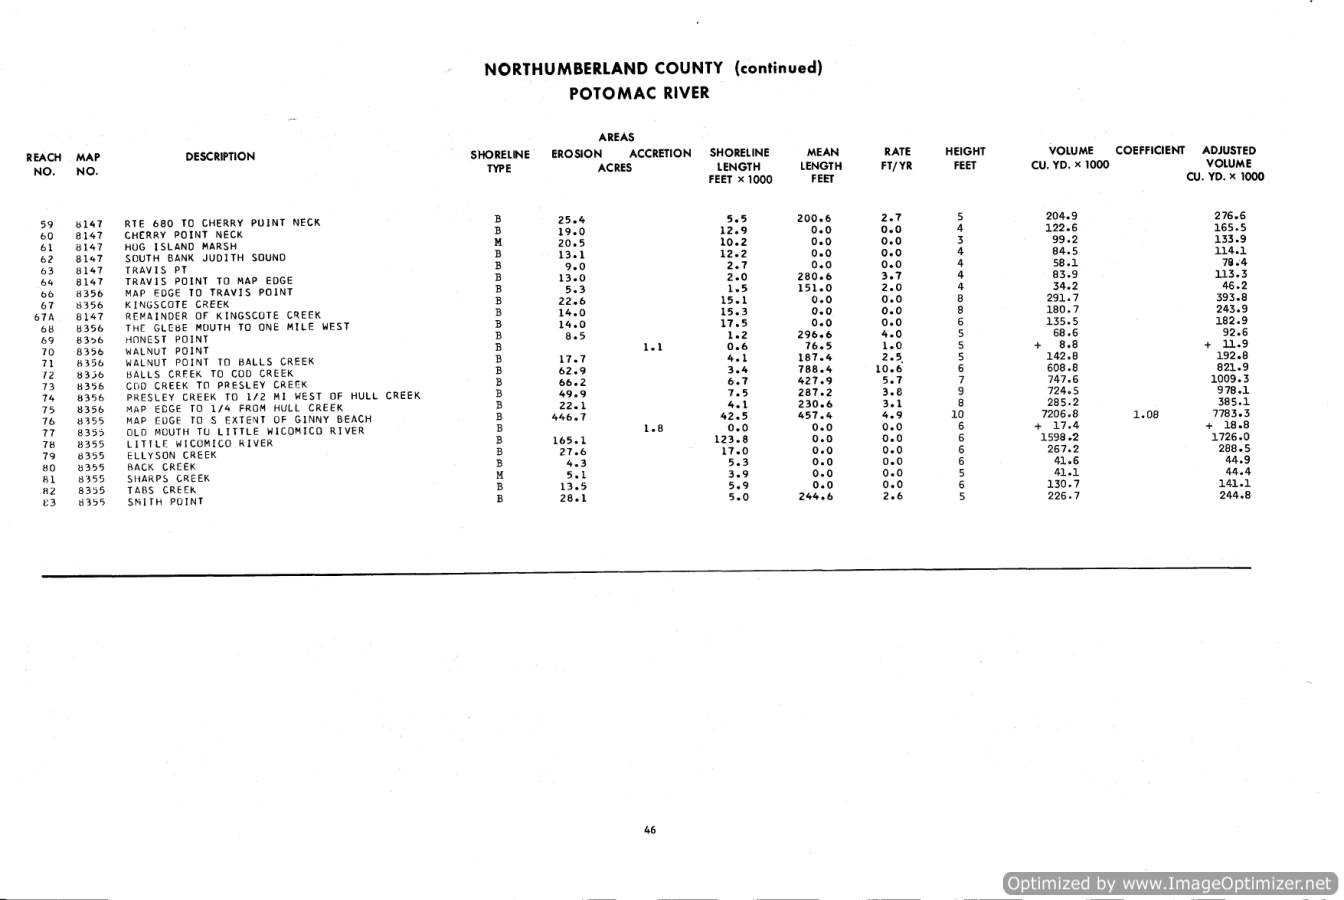 NORTHUMBERLAND COUNTY (continued)
POTOMAC RIVER
AREAS
REACH MAP DESCRIPTION SHORELINE EROSION ACCRETION SHORELINE MEAN RATE HEIGHT VOLUME COEFFICIENT ADJUSTED
NO. NO. TYPE ACRES LENGTH LENGTH FT/YR FEET CU. YD. × 1000 VOLUME
FEET × 1000 FEET CU. YD. × 1000
59 8147 RTE 680 TO CHERRY POINT NECK B 25.4 5.5 200.6 2.7 5 204.9 276.6
60 8147 CHERRY POINT NECK B 19.0 12.9 0.0 0.0 4 122.6 165.5
61 8147 HOG ISLAND MARSH M 20.5 10.2 0.0 0.0 3 99.2 133.9
62 8147 SOUTH BANK JUDITH SOUND B 13.1 12.2 0.0 0.0 4 84.5 114.1
63 8147 TRAVIS PT B 9.0 2.7 0.0 0.0 4 58.1 78.4
64 8147 TRAVIS POINT TO MAP EDGE B 13.0 2.0 280.6 3.7 4 83.9 113.3
66 8356 MAP EDGE TO TRAVIS POINT B 5.3 1.5 151.0 2.0 4 34.2 46.2
67 8356 KINGSCOTE CREEK B 22.6 15.1 0.0 0.0 8 291.7 393.8
67A 8147 REMAINDER OF KINGSCOTE CREEK B 14.0 15.3 0.0 0.0 8 180.7 243.9
68 8356 THE GLEBE MOUTH TO ONE MILE WEST B 14.0 17.5 0.0 0.0 6 135.5 182.9
69 8356 HONEST POINT B 8.5 1.2 296.6 4.0 5 68.6 92.6
70 8356 WALNUT POINT B 1.1 0.6 76.5 1.0 5 + 8.8 + 11.9
71 8356 WALNUT POINT TO BALLS CREEK B 17.7 4.1 187.4 2.5 5 142.8 192.8
72 8356 BALLS CREEK TO COD CREEK B 62.9 3.4 788.4 10.6 6 608.8 821.9
73 8356 COD CREEK TO PRESLEY CREEK B 66.2 6.7 427.9 5.7 7 747.6 1009.3
74 8356 PRESLEY CREEK TO 1/2 MI WEST OF HULL CREEK B 49.9 7.5 287.2 3.8 9 724.5 978.1
75 8356 MAP EDGE TO 1/4 FROM HULL CREEK B 22.1 4.1 230.6 3.1 8 285.2 385.1
76 8355 MAP EDGE TO S EXTENT OF GINNY BEACH B 446.7 42.5 457.4 4.9 10 7206.8 1.08 7783.3
77 8355 OLD MOUTH TO LITTLE WICOMICO RIVER B 1.8 0.0 0.0 0.0 6 + 17.4 + 18.8
78 8355 LITTLE WICOMICO RIVER B 165.1 123.8 0.0 0.0 6 1598.2 1726.0
79 8355 ELLYSON CREEK B 27.6 17.0 0.0 0.0 6 267.2 288.5
80 8355 BACK CREEK B 4.3 5.3 0.0 0.0 6 41.6 44.9
81 8355 SHARPS CREEK M 5.1 3.9 0.0 0.0 5 41.1 44.4
82 8355 TABS CREEK B 13.5 5.9 0.0 0.0 6 130.7 141.1
83 8355 SMITH POINT B 28.1 5.0 244.6 2.6 5 226.7 244.8
46
Optimized by www.ImageOptimizer.net